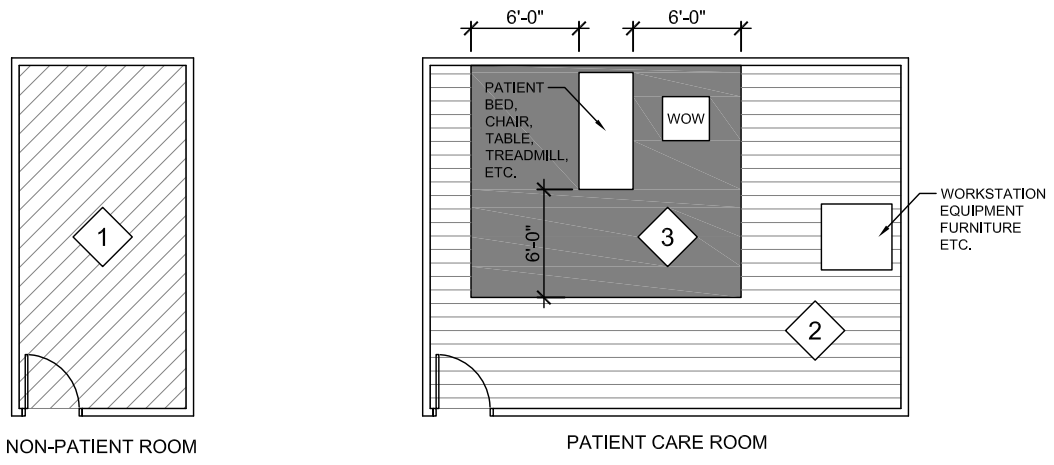 6'-0"
6'-0"
PATIENT
BED,
CHAIR,
TABLE,
TREADMILL,
ETC.
WOW
WORKSTATION
EQUIPMENT
FURNITURE
ETC.
1
6'-0"
3
2
NON-PATIENT ROOM
PATIENT CARE ROOM